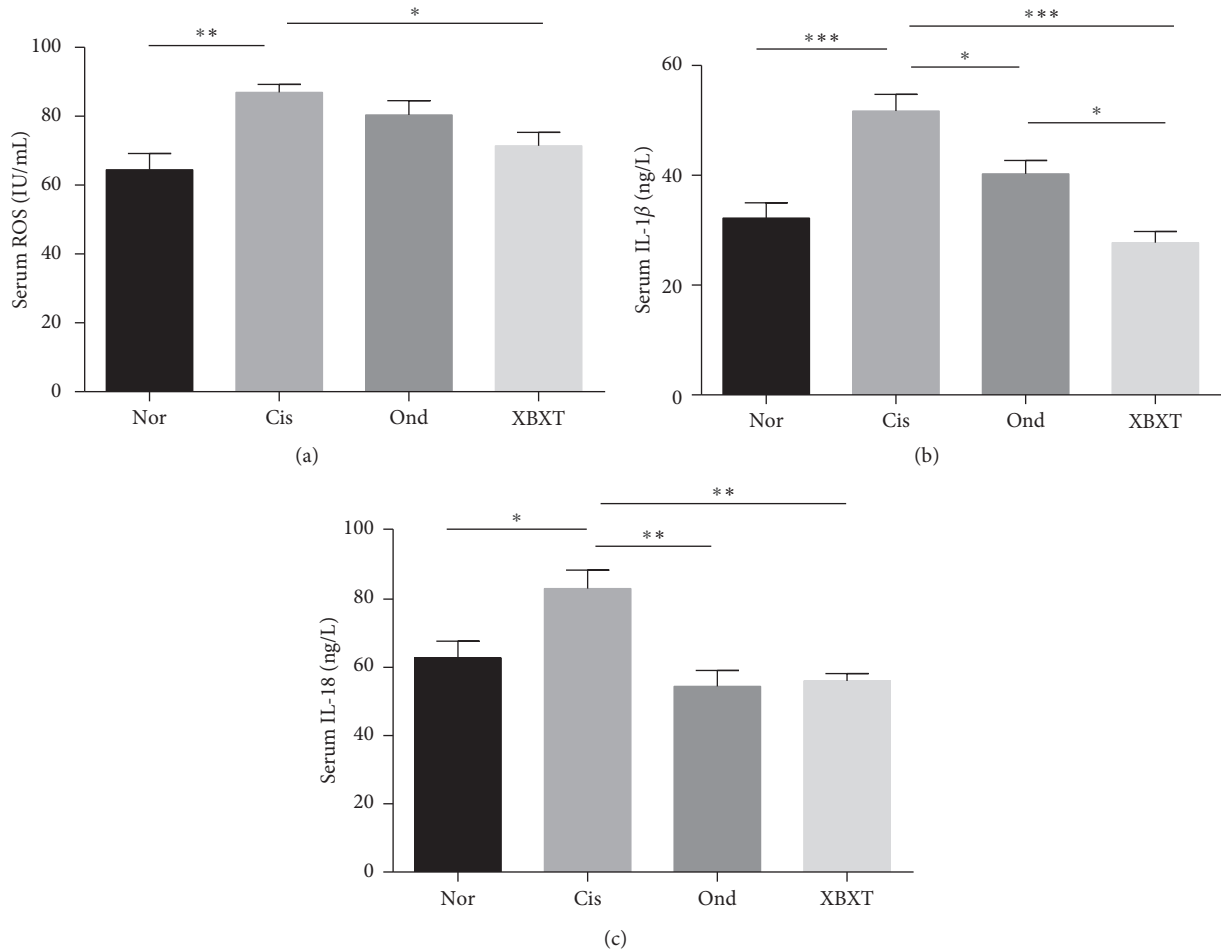 **
*
100
80
60
40
20
0
Serum ROS (IU/mL)
Nor
Cis
Ond
XBXT
(a)
***
***
*
*
60
40
20
0
Serum IL-1β (ng/L)
Nor
Cis
Ond
XBXT
(b)
**
*
**
100
80
60
40
20
0
Serum IL-18 (ng/L)
Nor
Cis
Ond
XBXT
(c)